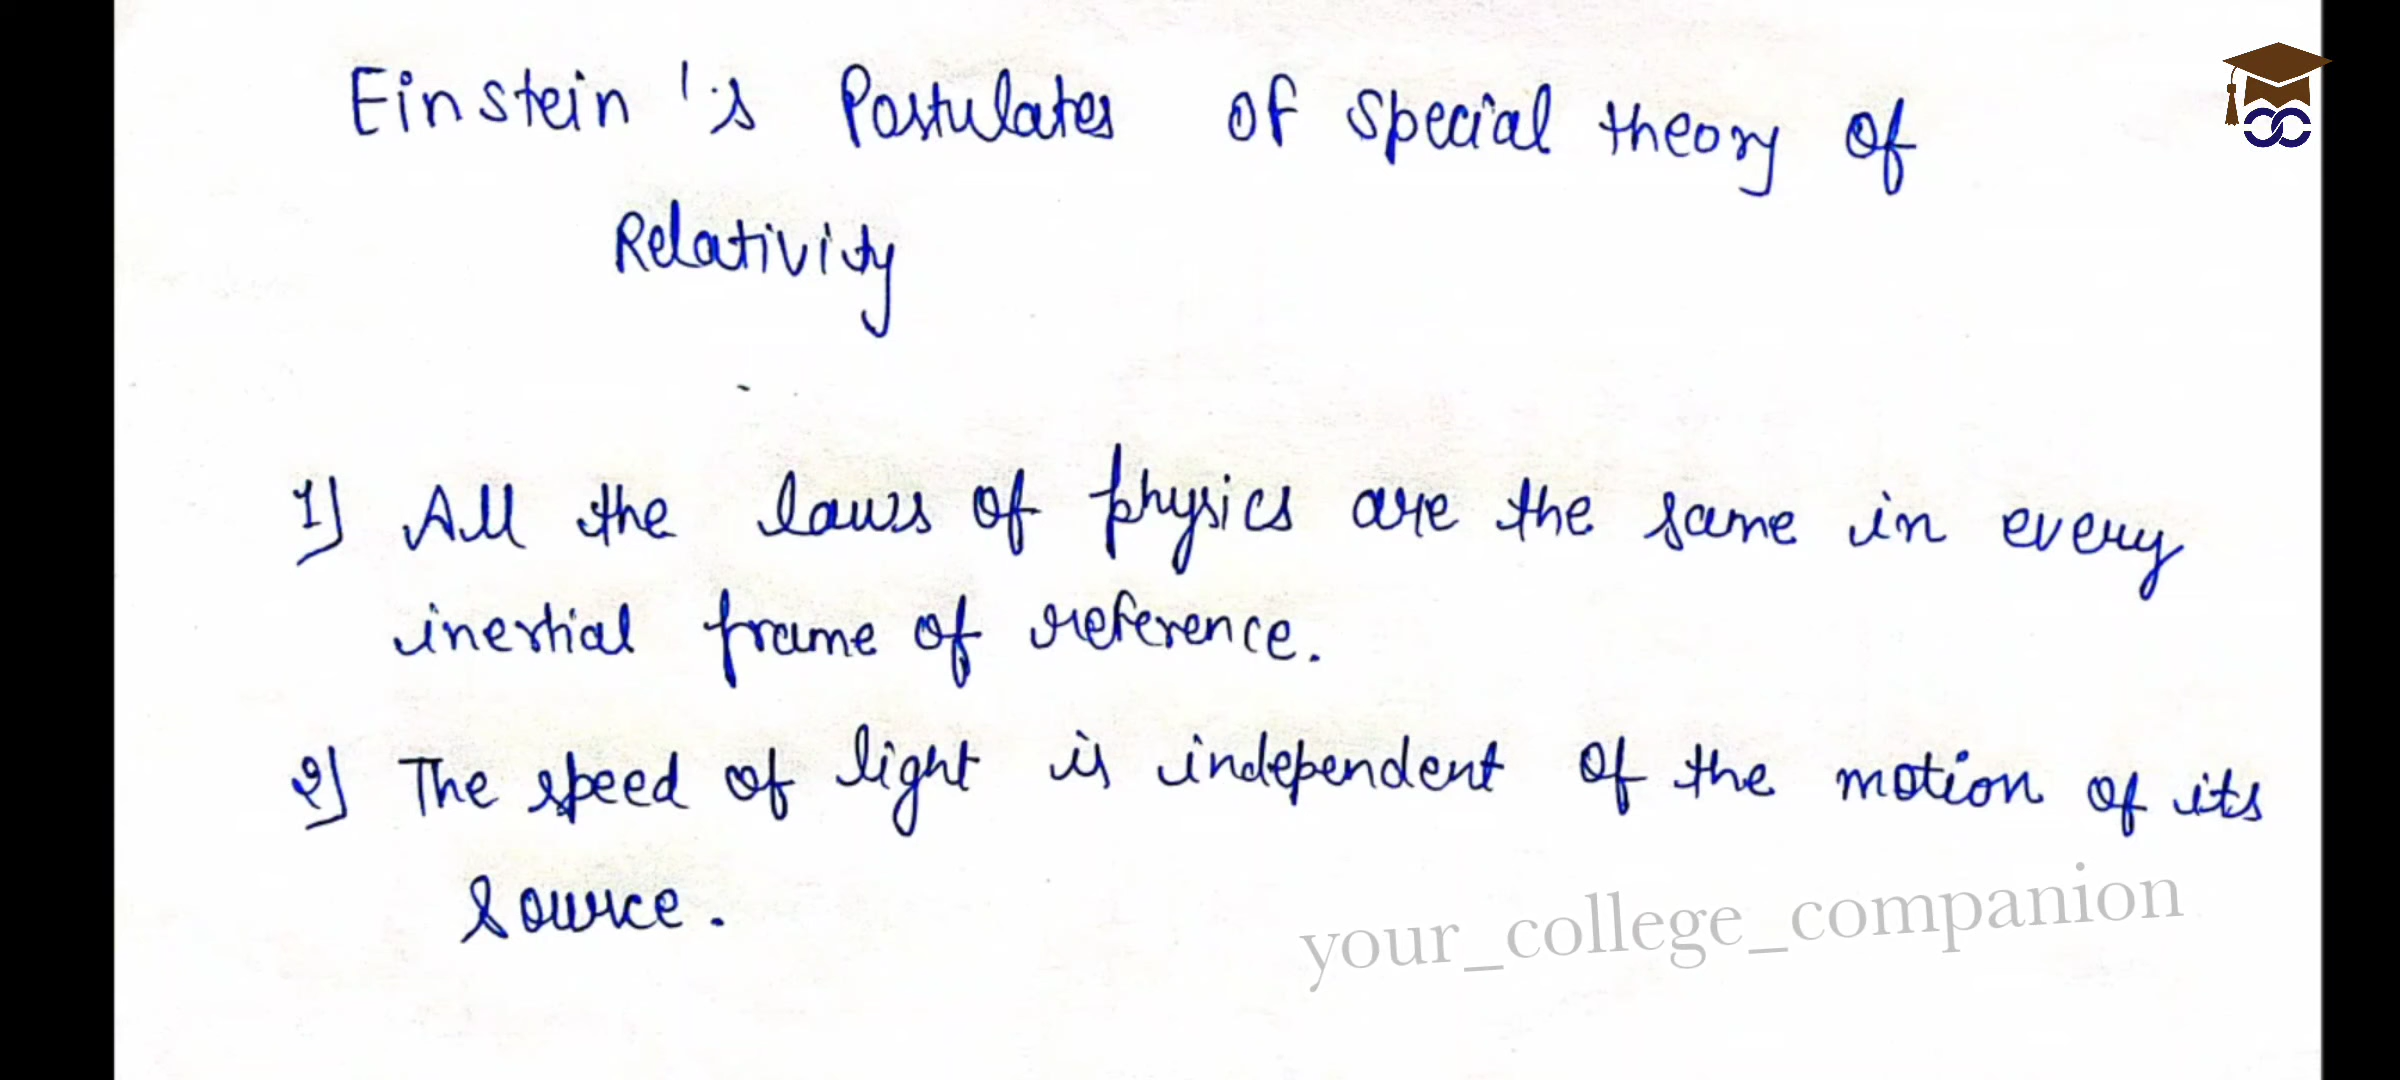 Einstein's Postulates of special theory of
Relativity
1) All the laws of physics are the same in every
inertial frame of reference.
2) The speed of light is independent of the motion of its
source.
your_college_companion